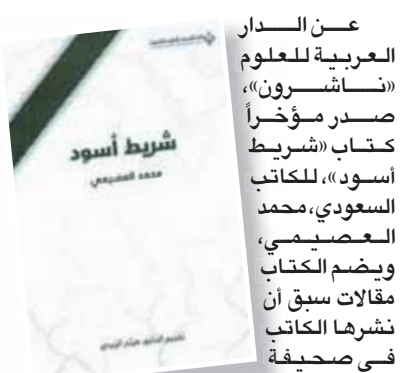 عن الدار
العربية للعلوم
«ناشرون»،
صدر مؤخراً
كتاب «شريط
أسود»، للكاتب
السعودي، محمد
العصيمي،
ويضم الكتاب
مقالات سبق أن
نشرها الكاتب
في صحيفة
شريط أسود
محمد العصيمي